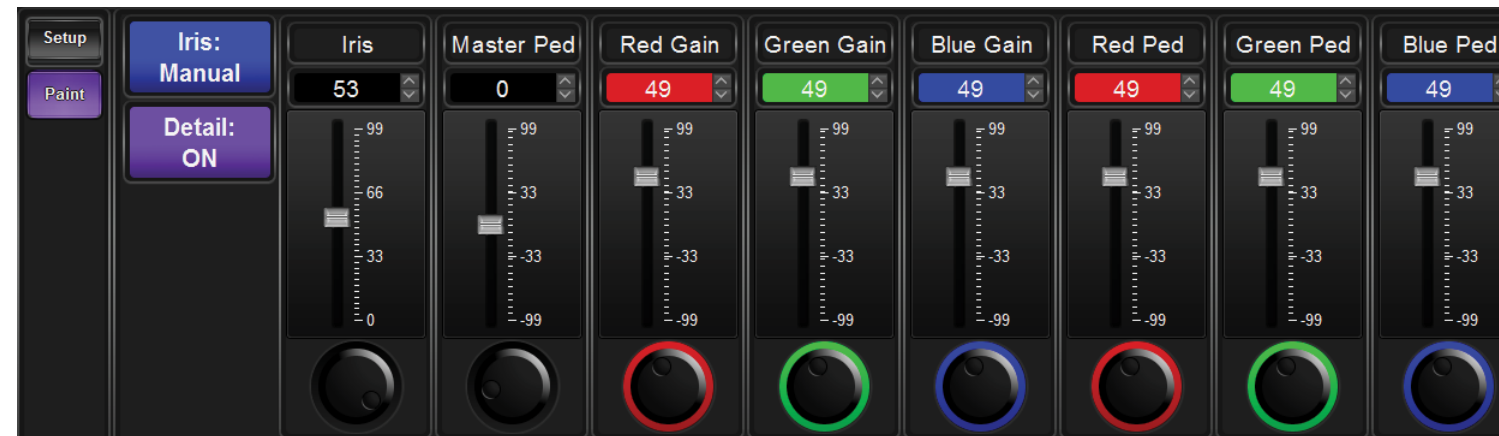 Setup
Paint
Iris:
Manual
Detail:
ON
Iris
Master Ped
Red Gain
Green Gain
Blue Gain
Red Ped
Green Ped
Blue Ped
53
0
49
49
49
49
49
49
99
66
33
0
99
33
-33
-99
99
33
-33
-99
99
33
-33
-99
99
33
-33
-99
99
33
-33
-99
99
33
-33
-99
99
33
-33
-99